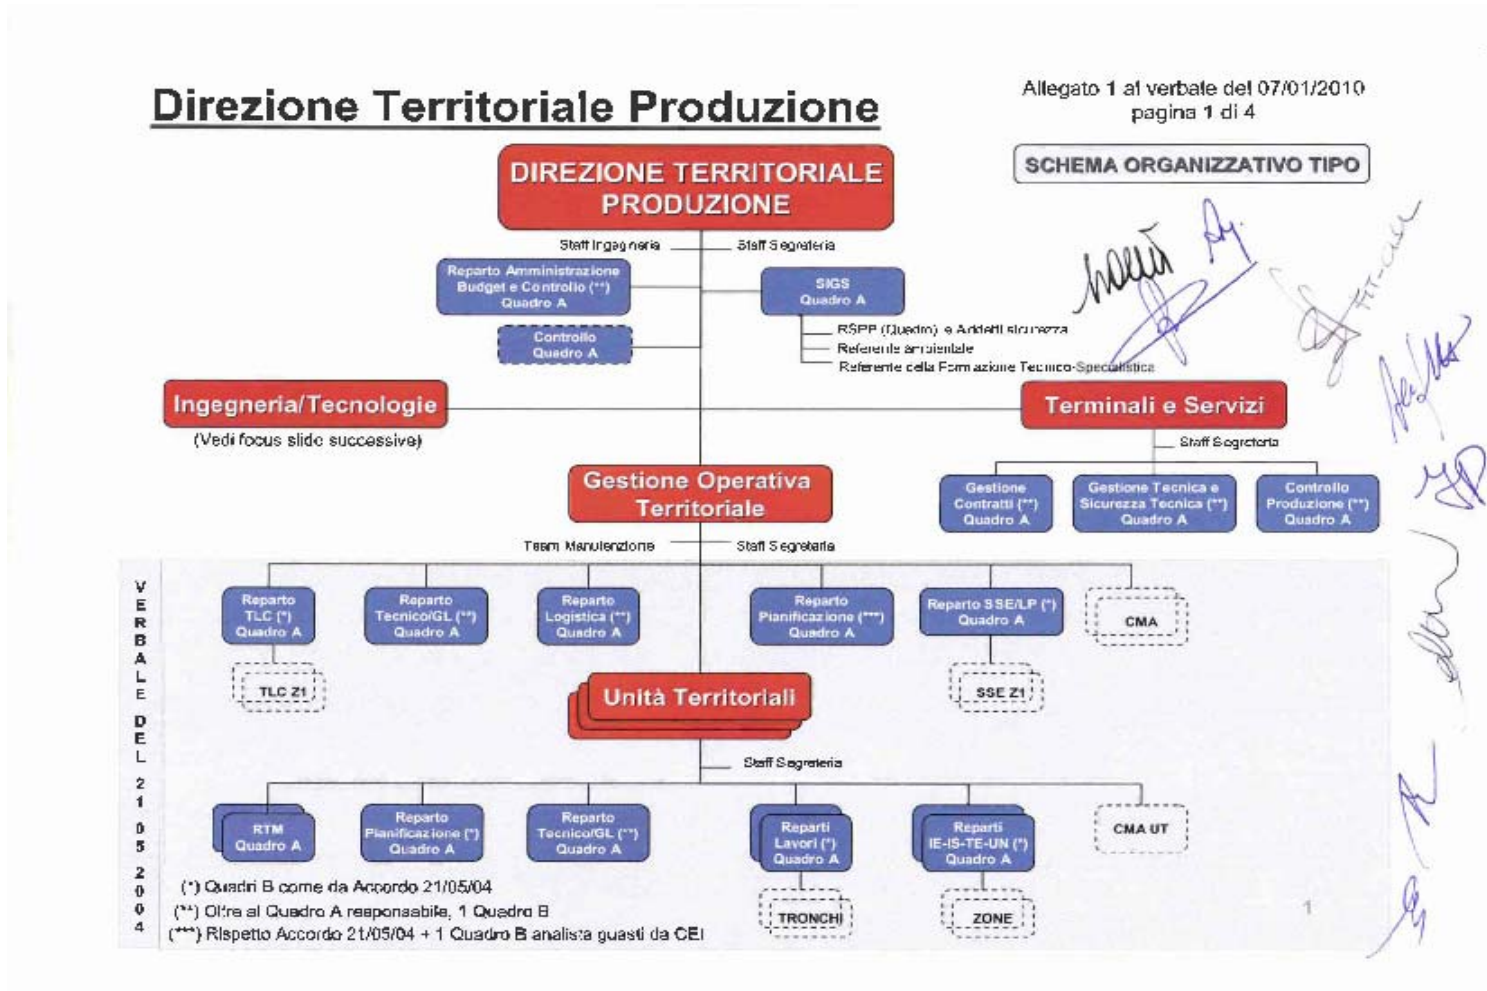 Direzione Territoriale Produzione
Allegato 1 al verbale del 07/01/2010
pagina 1 di 4
SCHEMA ORGANIZZATIVO TIPO
DIREZIONE TERRITORIALE
PRODUZIONE
Staff Ingegneria
Staff Segreteria
Reparto Amministrazione
Budget e Controllo (**)
Quadro A
SIGS
Quadro A
RSPP (Quadro) e Addetti sicurezza
Referente ambientale
Referente della Formazione Tecnico-Specialistica
Controllo
Quadro A
FIT-CISL
Ingegneria/Tecnologie
(Vedi focus slide successive)
Terminali e Servizi
Staff Segreteria
Gestione
Contratti (**)
Quadro A
Gestione Tecnica e
Sicurezza Tecnica (**)
Quadro A
Controllo
Produzione (**)
Quadro A
Gestione Operativa
Territoriale
Team Manutenzione
Staff Segretaria
VERBALE DEL 21 05 2004
Reparto
TLC (*)
Quadro A
Reparto
Tecnico/GL (**)
Quadro A
Reparto
Logistica (**)
Quadro A
Reparto
Pianificazione (***)
Quadro A
Reparto SSE/LP (*)
Quadro A
CMA
TLC Z1
SSE Z1
Unità Territoriali
Staff Segreteria
RTM
Quadro A
Reparto
Pianificazione (*)
Quadro A
Reparto
Tecnico/GL (**)
Quadro A
Reparti
Lavori (*)
Quadro A
Reparti
IE-IS-TE-UN (*)
Quadro A
CMA UT
TRONCHI
ZONE
(*) Quadri B come da Accordo 21/05/04
(**) Oltre al Quadro A responsabile, 1 Quadro B
(***) Rispetto Accordo 21/05/04 + 1 Quadro B analista guasti da CEI
1